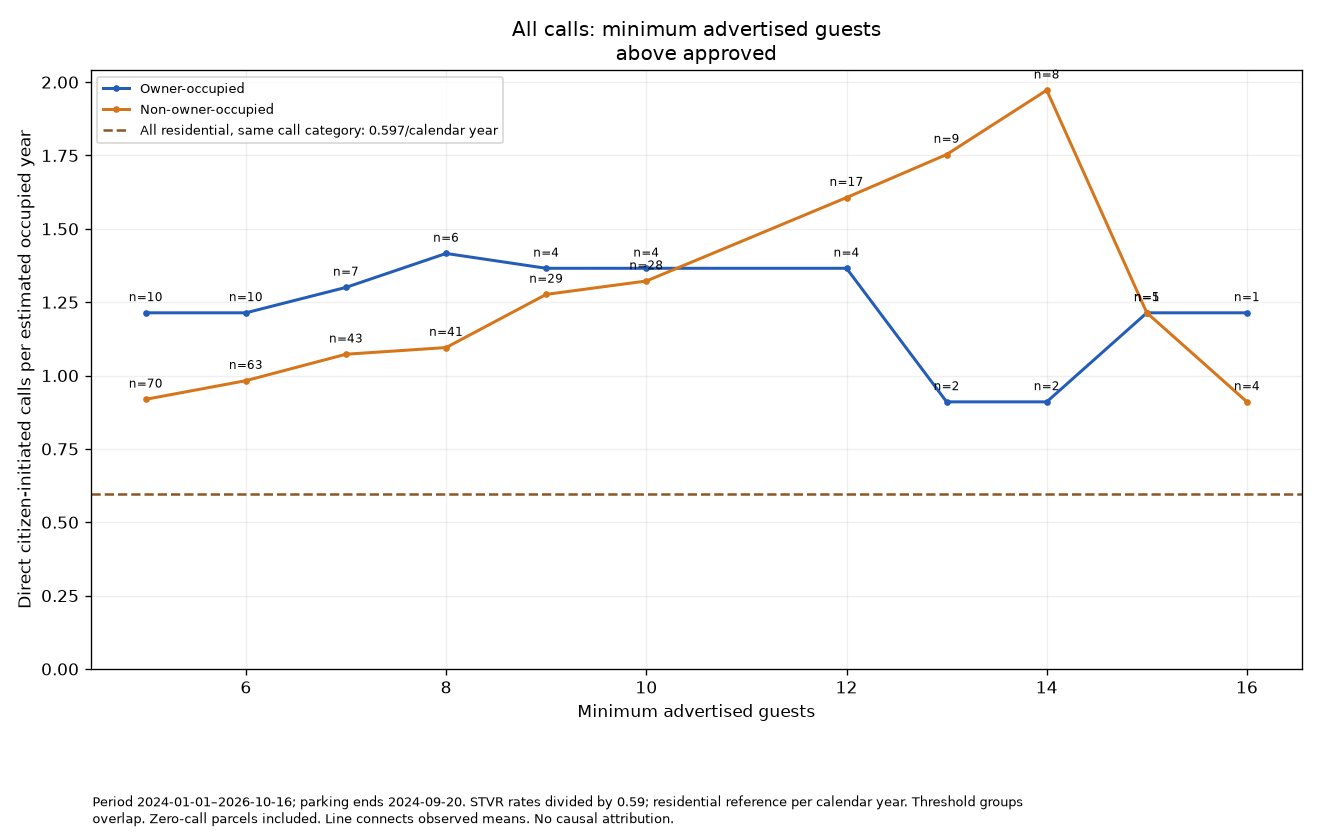 All calls: minimum advertised guests
above approved
Direct citizen-initiated calls per estimated occupied year
2.00
1.75
1.50
1.25
1.00
0.75
0.50
0.25
0.00
Owner-occupied
Non-owner-occupied
All residential, same call category: 0.597/calendar year
n=10
n=10
n=7
n=6
n=4
n=4
n=4
n=2
n=2
n=1
n=1
n=70
n=63
n=43
n=41
n=29
n=28
n=17
n=9
n=8
n=5
n=4
6
8
10
12
14
16
Minimum advertised guests
Period 2024-01-01–2026-10-16; parking ends 2024-09-20. STVR rates divided by 0.59; residential reference per calendar year. Threshold groups
overlap. Zero-call parcels included. Line connects observed means. No causal attribution.